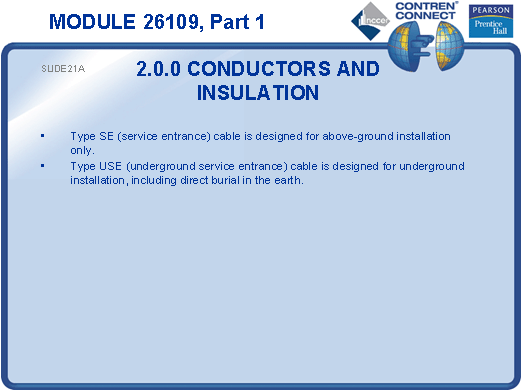 MODULE 26109, Part 1
nccer
CONTREN®
CONNECT
PEARSON
Prentice
Hall
SLIDE 21A
2.0.0 CONDUCTORS AND
INSULATION
• Type SE (service entrance) cable is designed for above-ground installation
only.
• Type USE (underground service entrance) cable is designed for underground
installation, including direct burial in the earth.